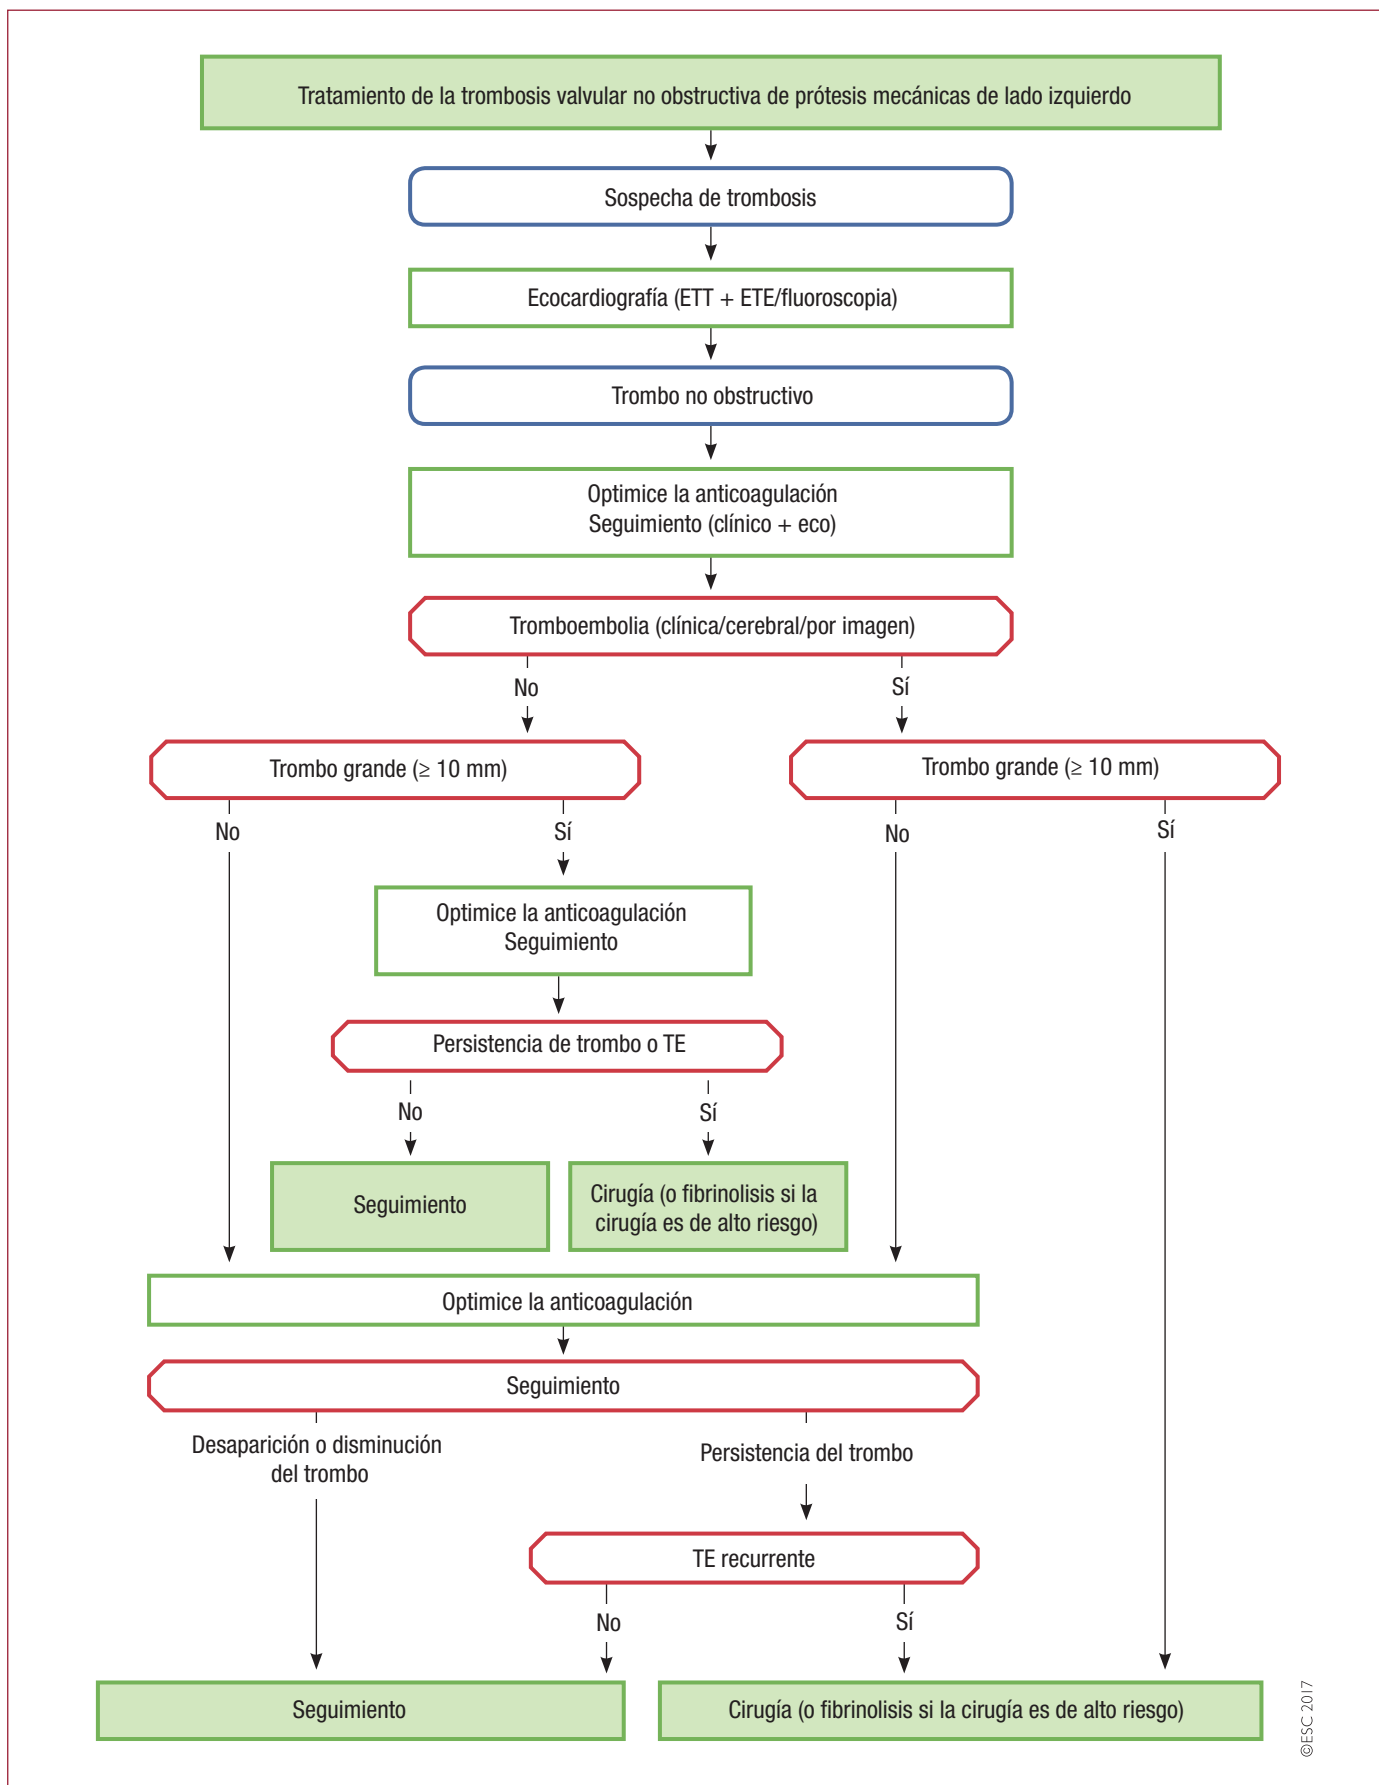 Tratamiento de la trombosis valvular no obstructiva de prótesis mecánicas de lado izquierdo
Sospecha de trombosis
Ecocardiografía (ETT + ETE/fluoroscopia)
Trombo no obstructivo
Optimice la anticoagulación
Seguimiento (clínico + eco)
Tromboembolia (clínica/cerebral/por imagen)
No
Sí
Trombo grande (≥ 10 mm)
Trombo grande (≥ 10 mm)
No
Sí
No
Sí
Optimice la anticoagulación
Seguimiento
Persistencia de trombo o TE
No
Sí
Seguimiento
Cirugía (o fibrinolisis si la
cirugía es de alto riesgo)
Optimice la anticoagulación
Seguimiento
Desaparición o disminución
del trombo
Persistencia del trombo
TE recurrente
No
Sí
Seguimiento
Cirugía (o fibrinolisis si la cirugía es de alto riesgo)
©ESC 2017